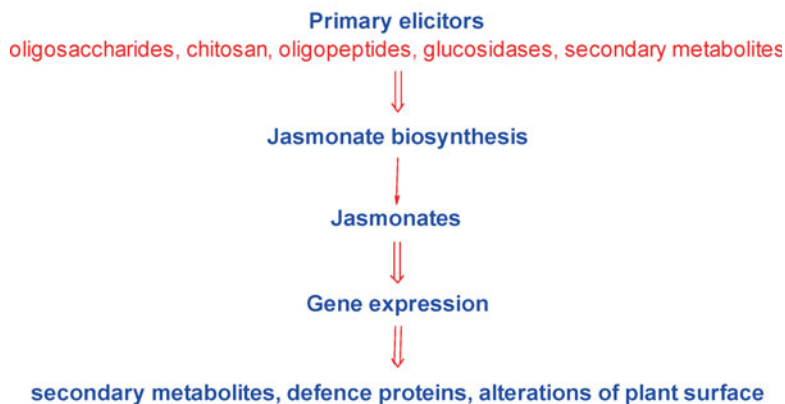 Primary elicitors
oligosaccharides, chitosan, oligopeptides, glucosidases, secondary metabolites
Jasmonate biosynthesis
Jasmonates
Gene expression
secondary metabolites, defence proteins, alterations of plant surface